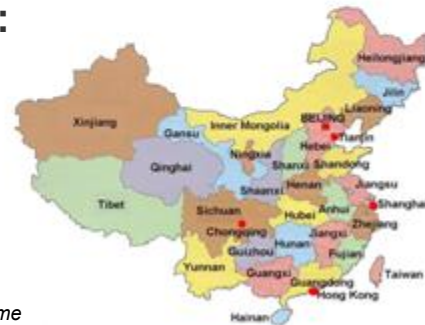 :
Heilongjiang
Jilin
Liaoning
Inner Mongolia
BEIJING
Tianjin
Hebei
Xinjiang
Gansu
Ningxia
Shanxi
Shandong
Qinghai
Shaanxi
Henan
Jiangsu
Tibet
Sichuan
Hubei
Anhui
Shanghai
Chongqing
Zhejiang
Hunan
Jiangxi
Guizhou
Fujian
Yunnan
Guangxi
Guangdong
Taiwan
Hong Kong
Hainan
me